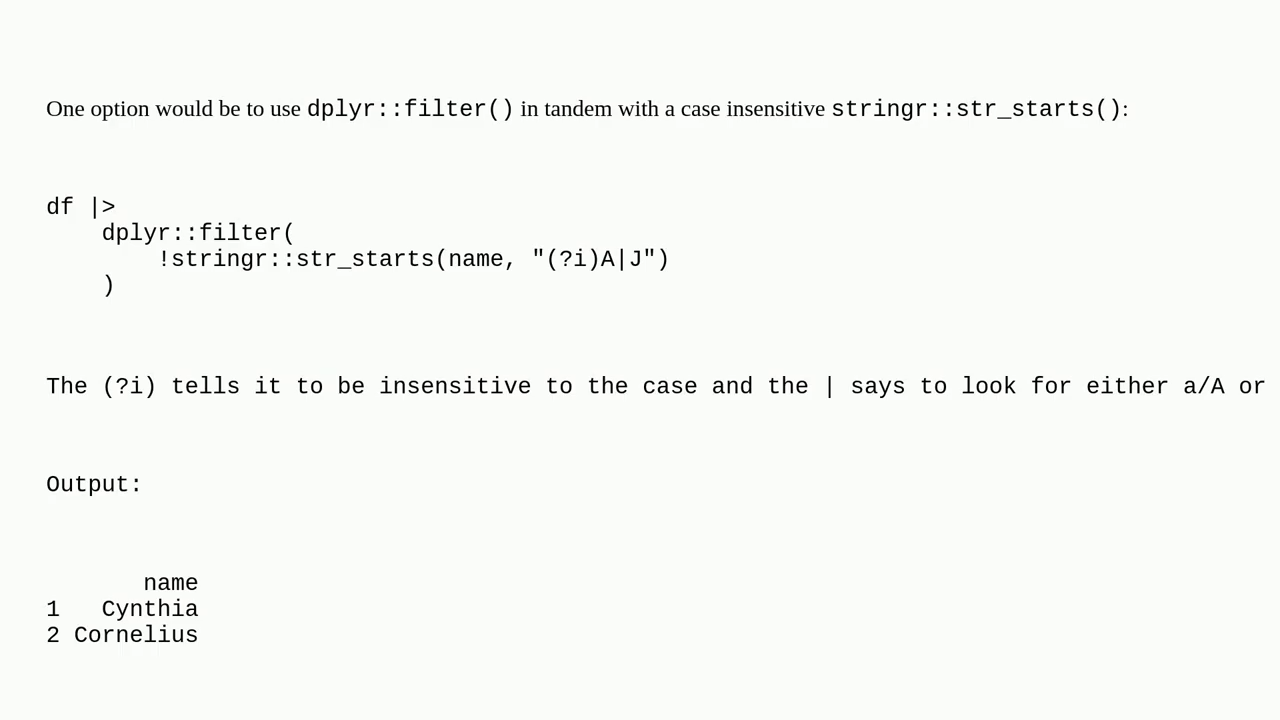 One option would be to use dplyr::filter() in tandem with a case insensitive stringr::str_starts():
df |>
    dplyr::filter(
        !stringr::str_starts(name, "(?i)A|J")
    )
The (?i) tells it to be insensitive to the case and the | says to look for either a/A or
Output:
       name
1   Cynthia
2 Cornelius